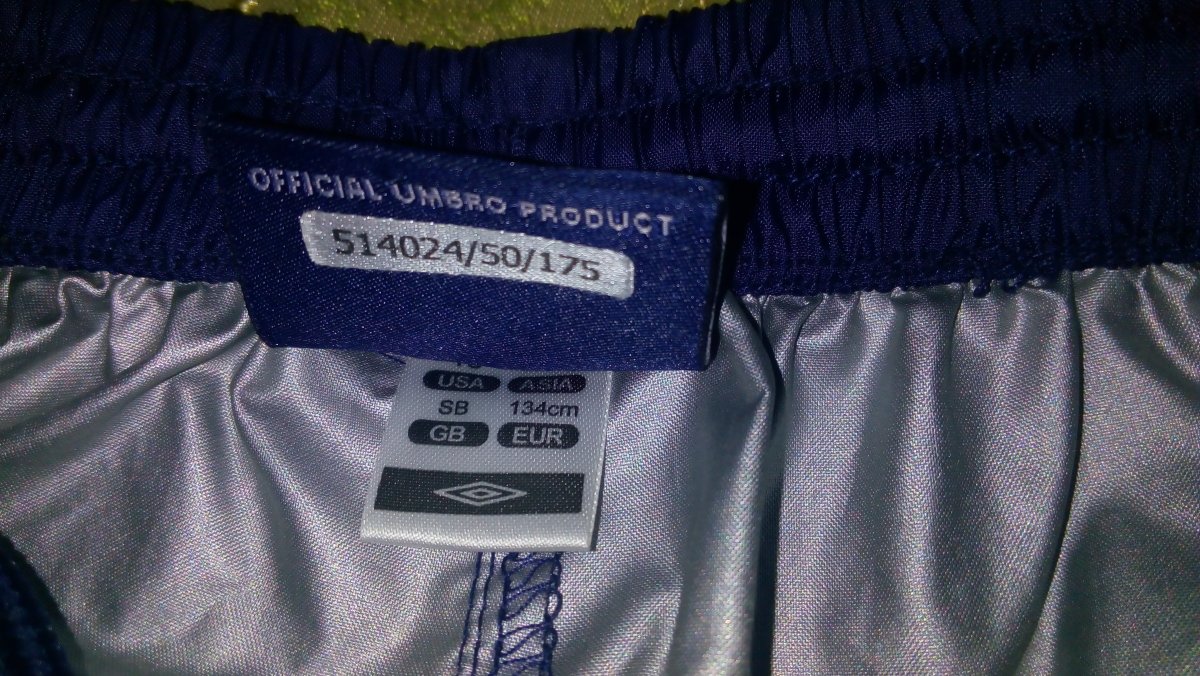 OFFICIAL UMBRO PRODUCT
514024/50/175
USA ASIA
SB 134cm
GB EUR